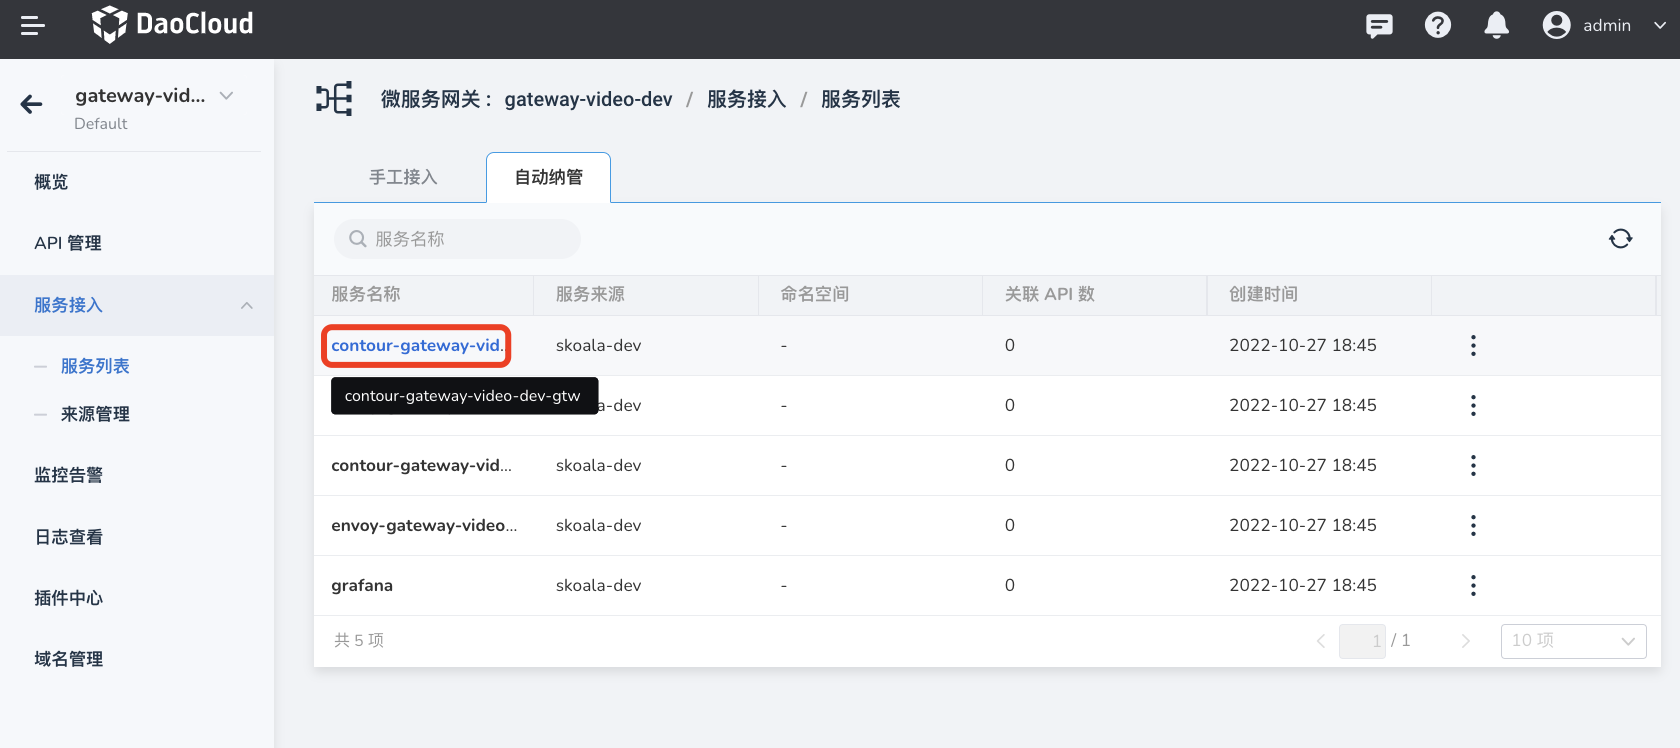 DaoCloud
admin
gateway-vid...
Default
概览
API 管理
服务接入
服务列表
来源管理
监控告警
日志查看
插件中心
域名管理
微服务网关： gateway-video-dev / 服务接入 / 服务列表
手工接入 自动纳管
服务名称
服务名称 服务来源 命名空间 关联 API 数 创建时间
contour-gateway-vid... skoala-dev - 0 2022-10-27 18:45
contour-gateway-video-dev-gtw
a-dev - 0 2022-10-27 18:45
contour-gateway-vid... skoala-dev - 0 2022-10-27 18:45
envoy-gateway-video... skoala-dev - 0 2022-10-27 18:45
grafana skoala-dev - 0 2022-10-27 18:45
共 5 项
1 / 1
10 项